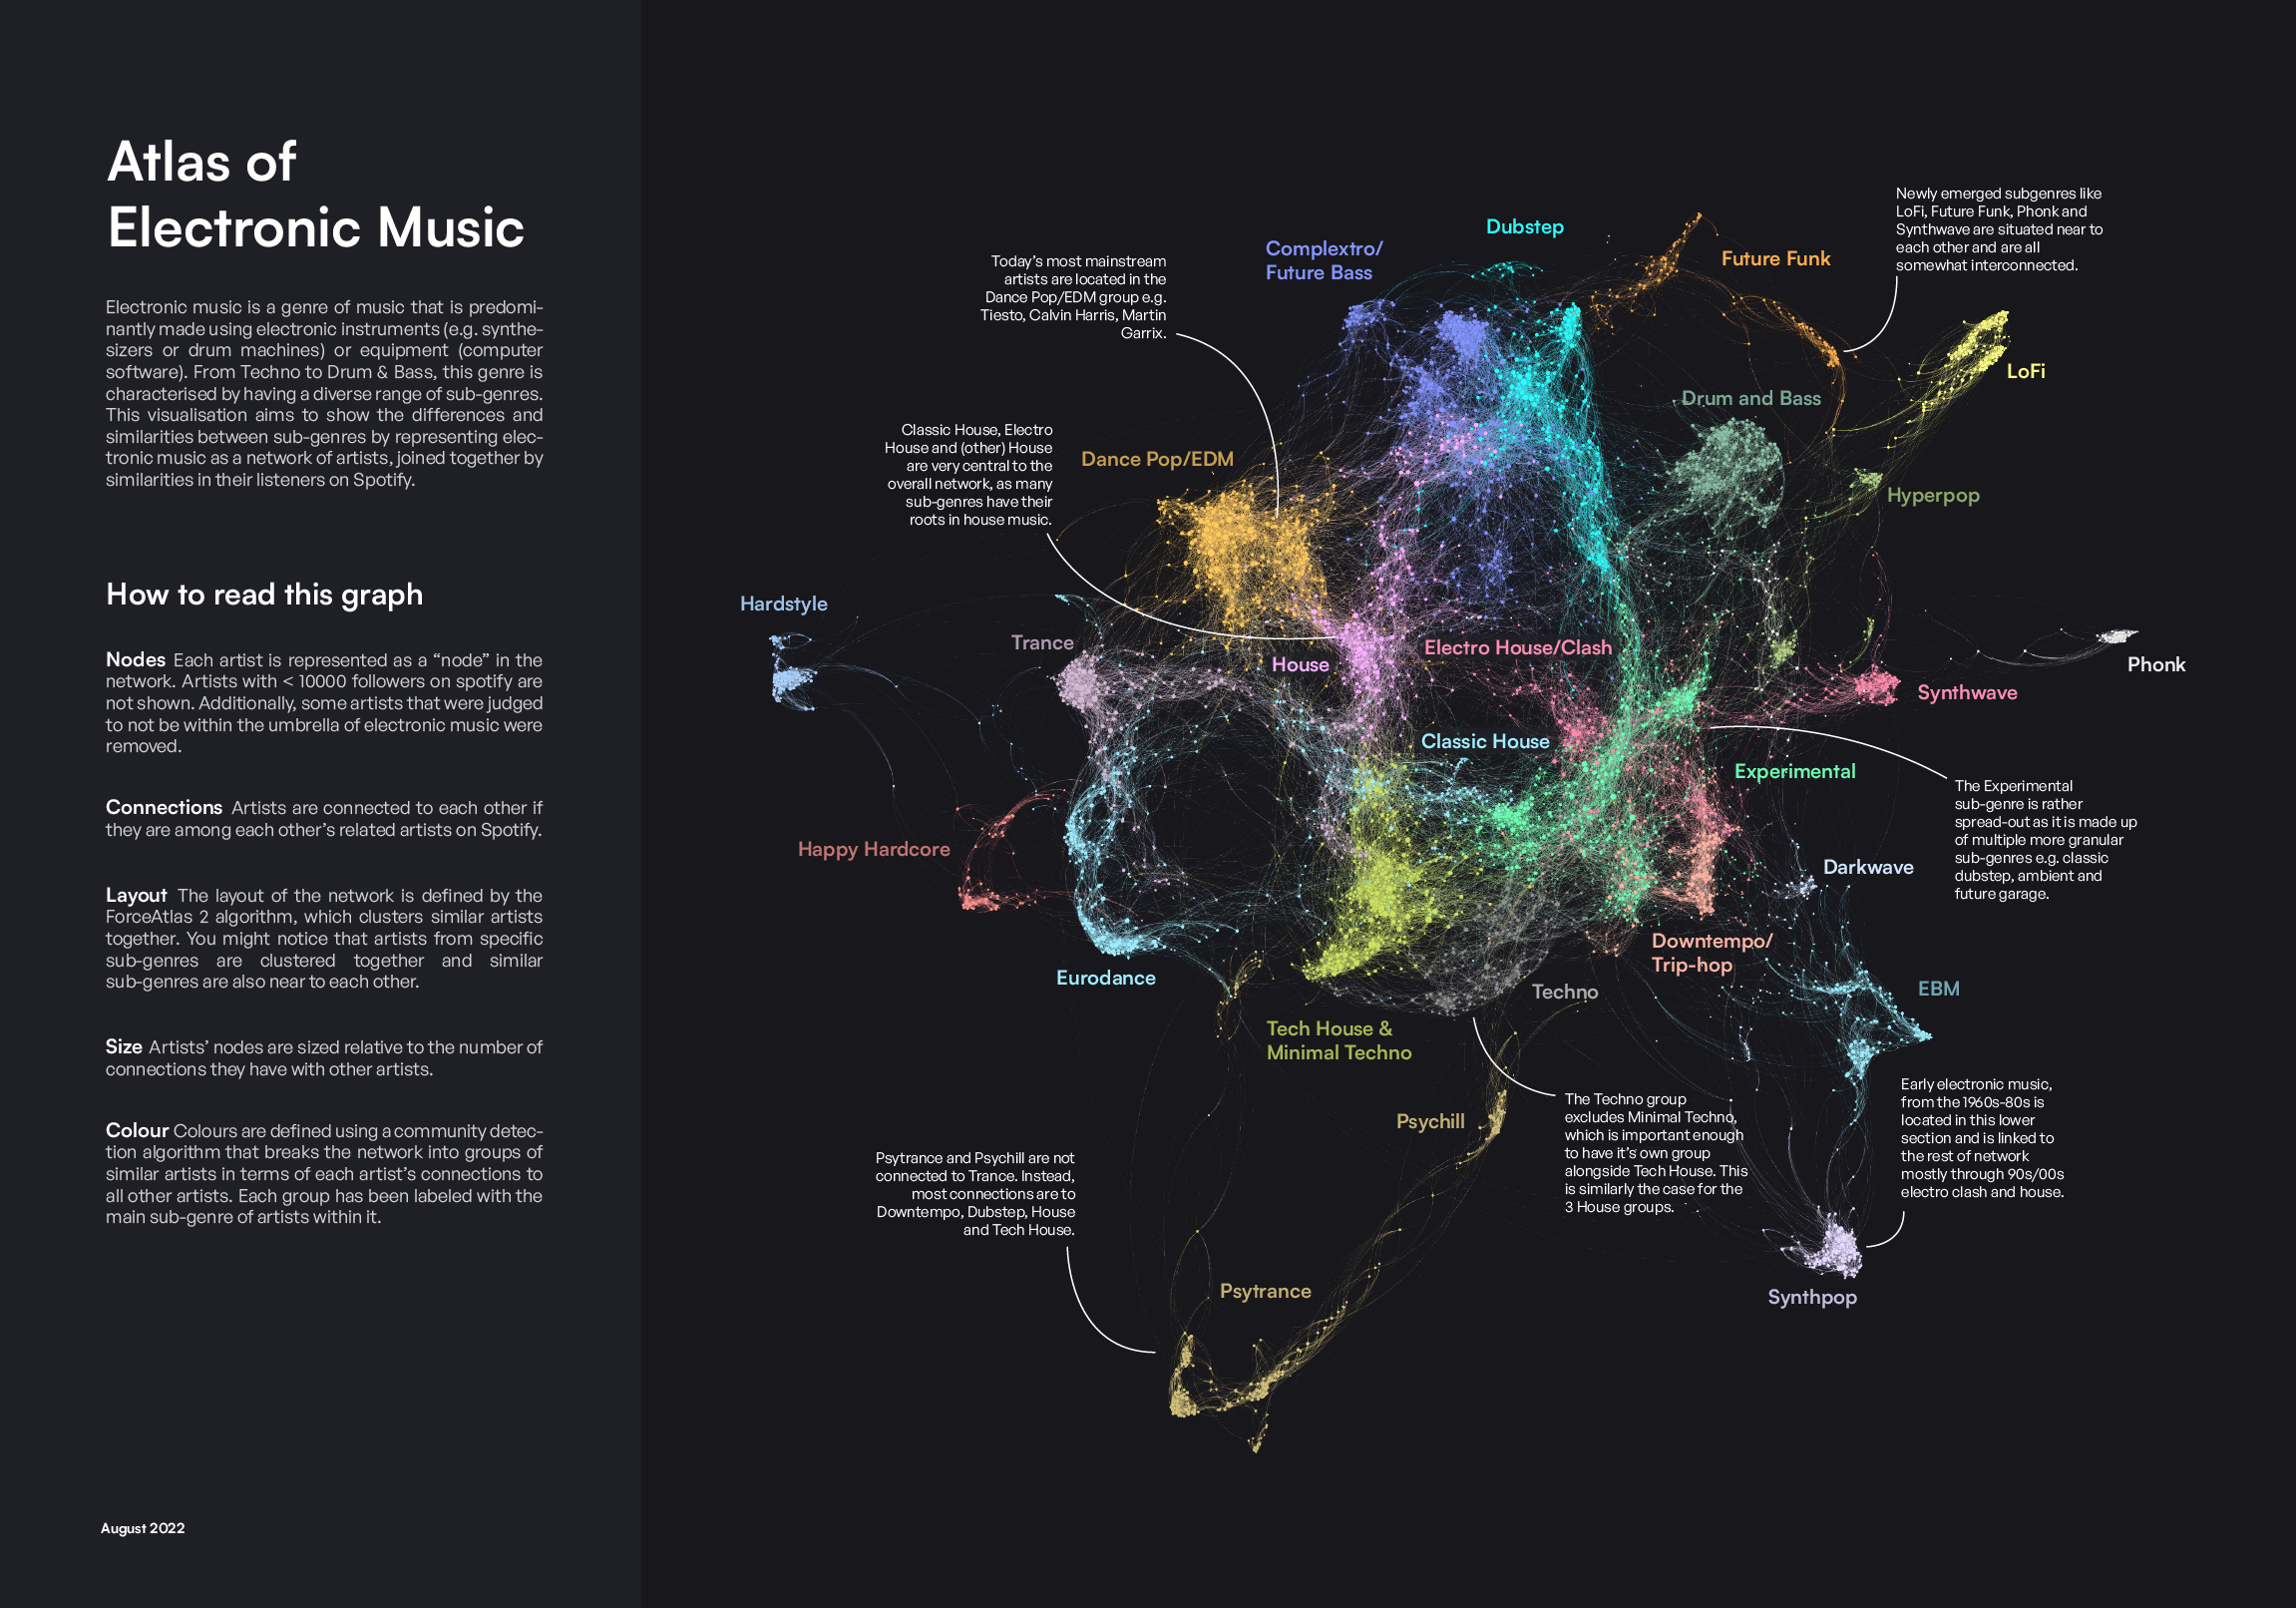 Atlas of
Electronic Music
Electronic music is a genre of music that is predomi-
nantly made using electronic instruments (e.g. synthe-
sizers or drum machines) or equipment (computer
software). From Techno to Drum & Bass, this genre is
characterised by having a diverse range of sub-genres.
This visualisation aims to show the differences and
similarities between sub-genres by representing elec-
tronic music as a network of artists, joined together by
similarities in their listeners on Spotify.
How to read this graph
Nodes Each artist is represented as a “node” in the
network. Artists with < 10000 followers on spotify are
not shown. Additionally, some artists that were judged
to not be within the umbrella of electronic music were
removed.
Connections Artists are connected to each other if
they are among each other’s related artists on Spotify.
Layout The layout of the network is defined by the
ForceAtlas 2 algorithm, which clusters similar artists
together. You might notice that artists from specific
sub-genres are clustered together and similar
sub-genres are also near to each other.
Size Artists’ nodes are sized relative to the number of
connections they have with other artists.
Colour Colours are defined using a community detec-
tion algorithm that breaks the network into groups of
similar artists in terms of each artist’s connections to
all other artists. Each group has been labeled with the
main sub-genre of artists within it.
August 2022
Newly emerged subgenres like
LoFi, Future Funk, Phonk and
Synthwave are situated near to
each other and are all
somewhat interconnected.
Dubstep
Complextro/
Future Bass
Future Funk
Today’s most mainstream
artists are located in the
Dance Pop/EDM group e.g.
Tiesto, Calvin Harris, Martin
Garrix.
LoFi
Drum and Bass
Classic House, Electro
House and (other) House
are very central to the
overall network, as many
sub-genres have their
roots in house music.
Dance Pop/EDM
Hyperpop
Hardstyle
Trance
House
Electro House/Clash
Phonk
Synthwave
Classic House
Experimental
The Experimental
sub-genre is rather
spread-out as it is made up
of multiple more granular
sub-genres e.g. classic
dubstep, ambient and
future garage.
Happy Hardcore
Darkwave
Downtempo/
Trip-hop
Eurodance
Techno
EBM
Tech House &
Minimal Techno
Psychill
The Techno group
excludes Minimal Techno,
which is important enough
to have it’s own group
alongside Tech House. This
is similarly the case for the
3 House groups.
Early electronic music,
from the 1960s-80s is
located in this lower
section and is linked to
the rest of network
mostly through 90s/00s
electro clash and house.
Psytrance and Psychill are not
connected to Trance. Instead,
most connections are to
Downtempo, Dubstep, House
and Tech House.
Psytrance
Synthpop